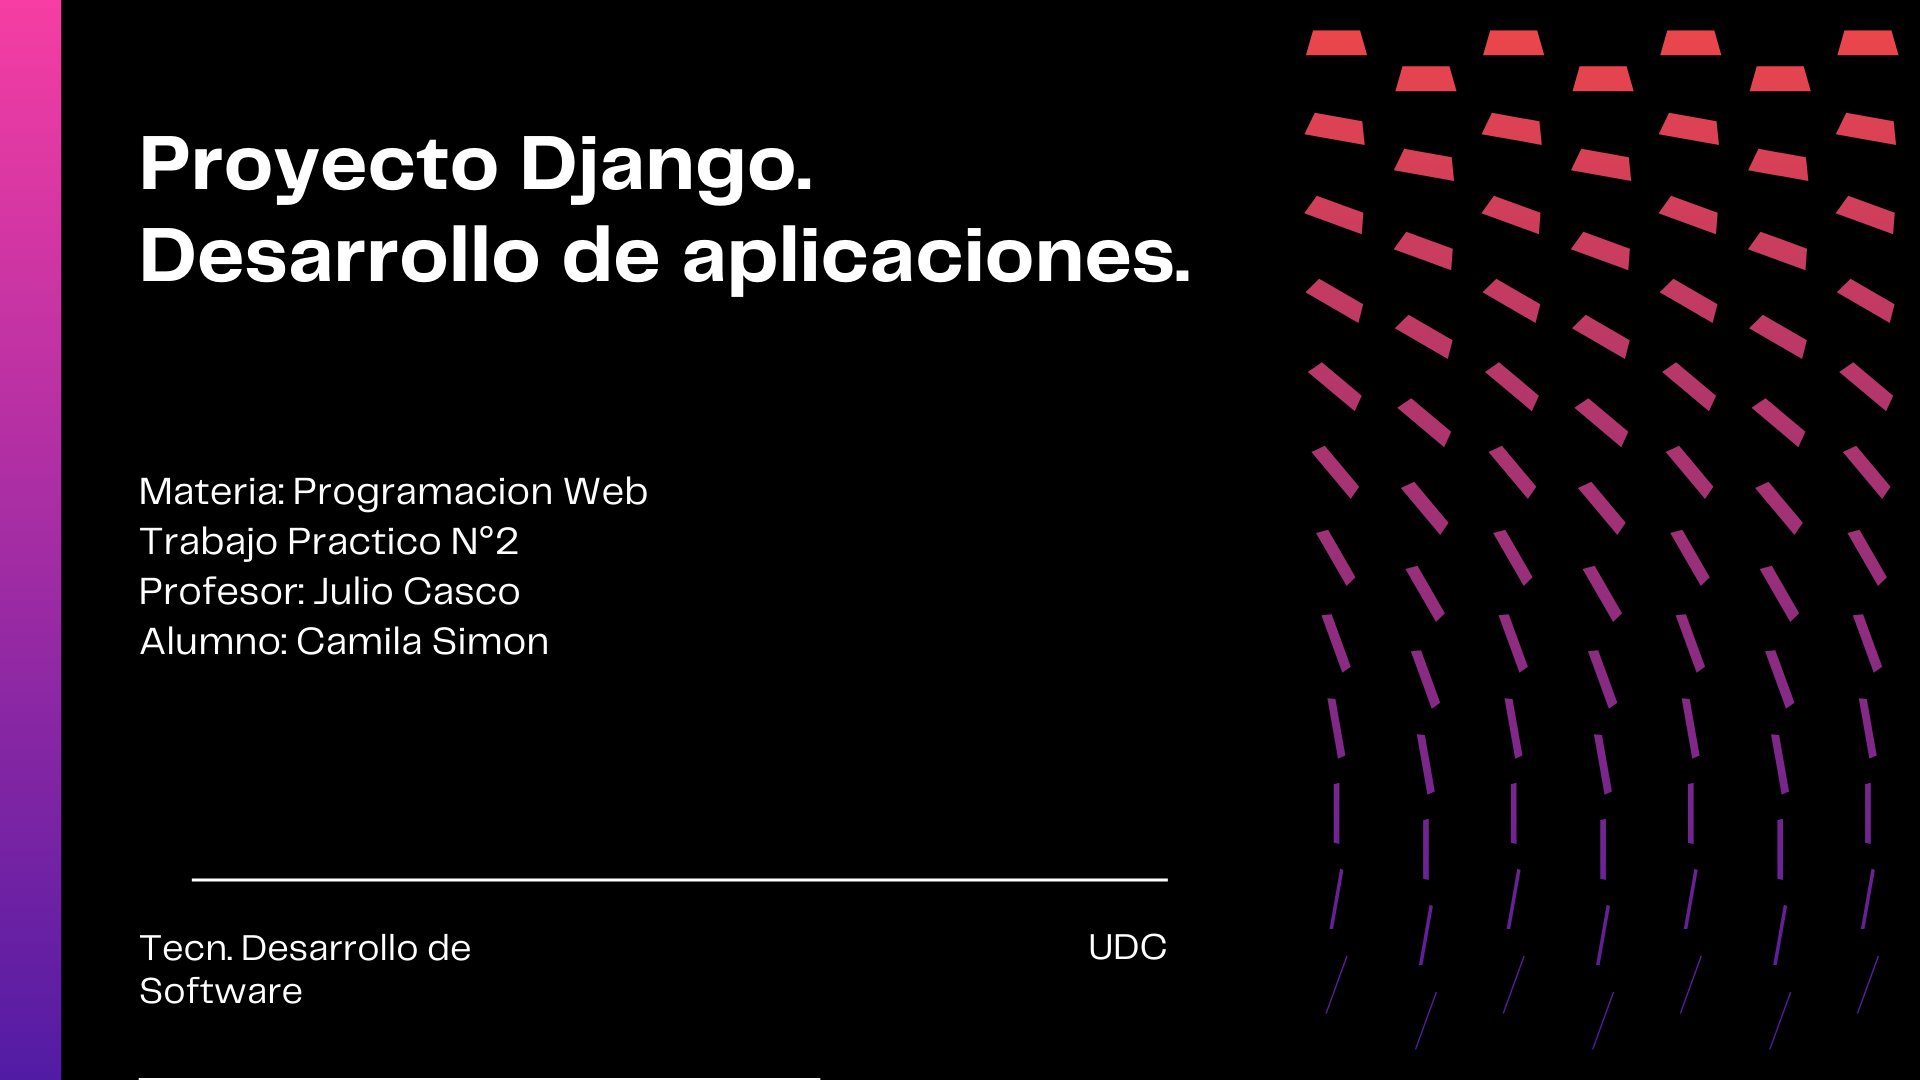 Proyecto Django.
Desarrollo de aplicaciones.
Materia: Programacion Web
Trabajo Practico N°2
Profesor: Julio Casco
Alumno: Camila Simon
Tecn. Desarrollo de
Software
UDC